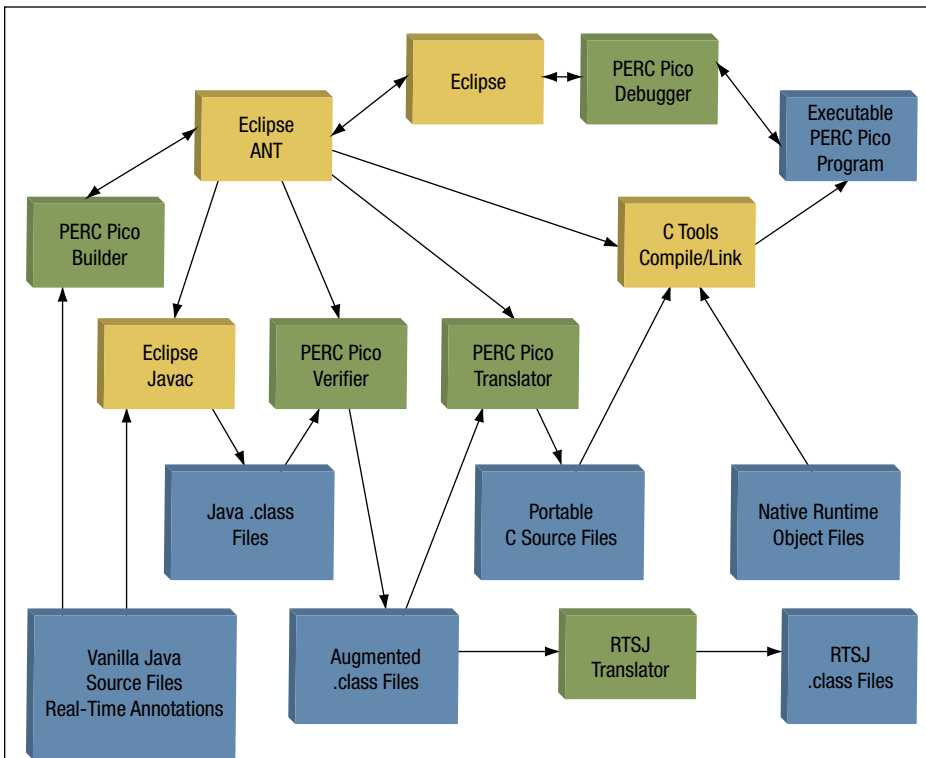 Eclipse
PERC Pico
Debugger
Eclipse
ANT
Executable
PERC Pico
Program
PERC Pico
Builder
C Tools
Compile/Link
Eclipse
Javac
PERC Pico
Verifier
PERC Pico
Translator
Java .class
Files
Portable
C Source Files
Native Runtime
Object Files
Vanilla Java
Source Files
Real-Time Annotations
Augmented
.class Files
RTSJ
Translator
RTSJ
.class Files